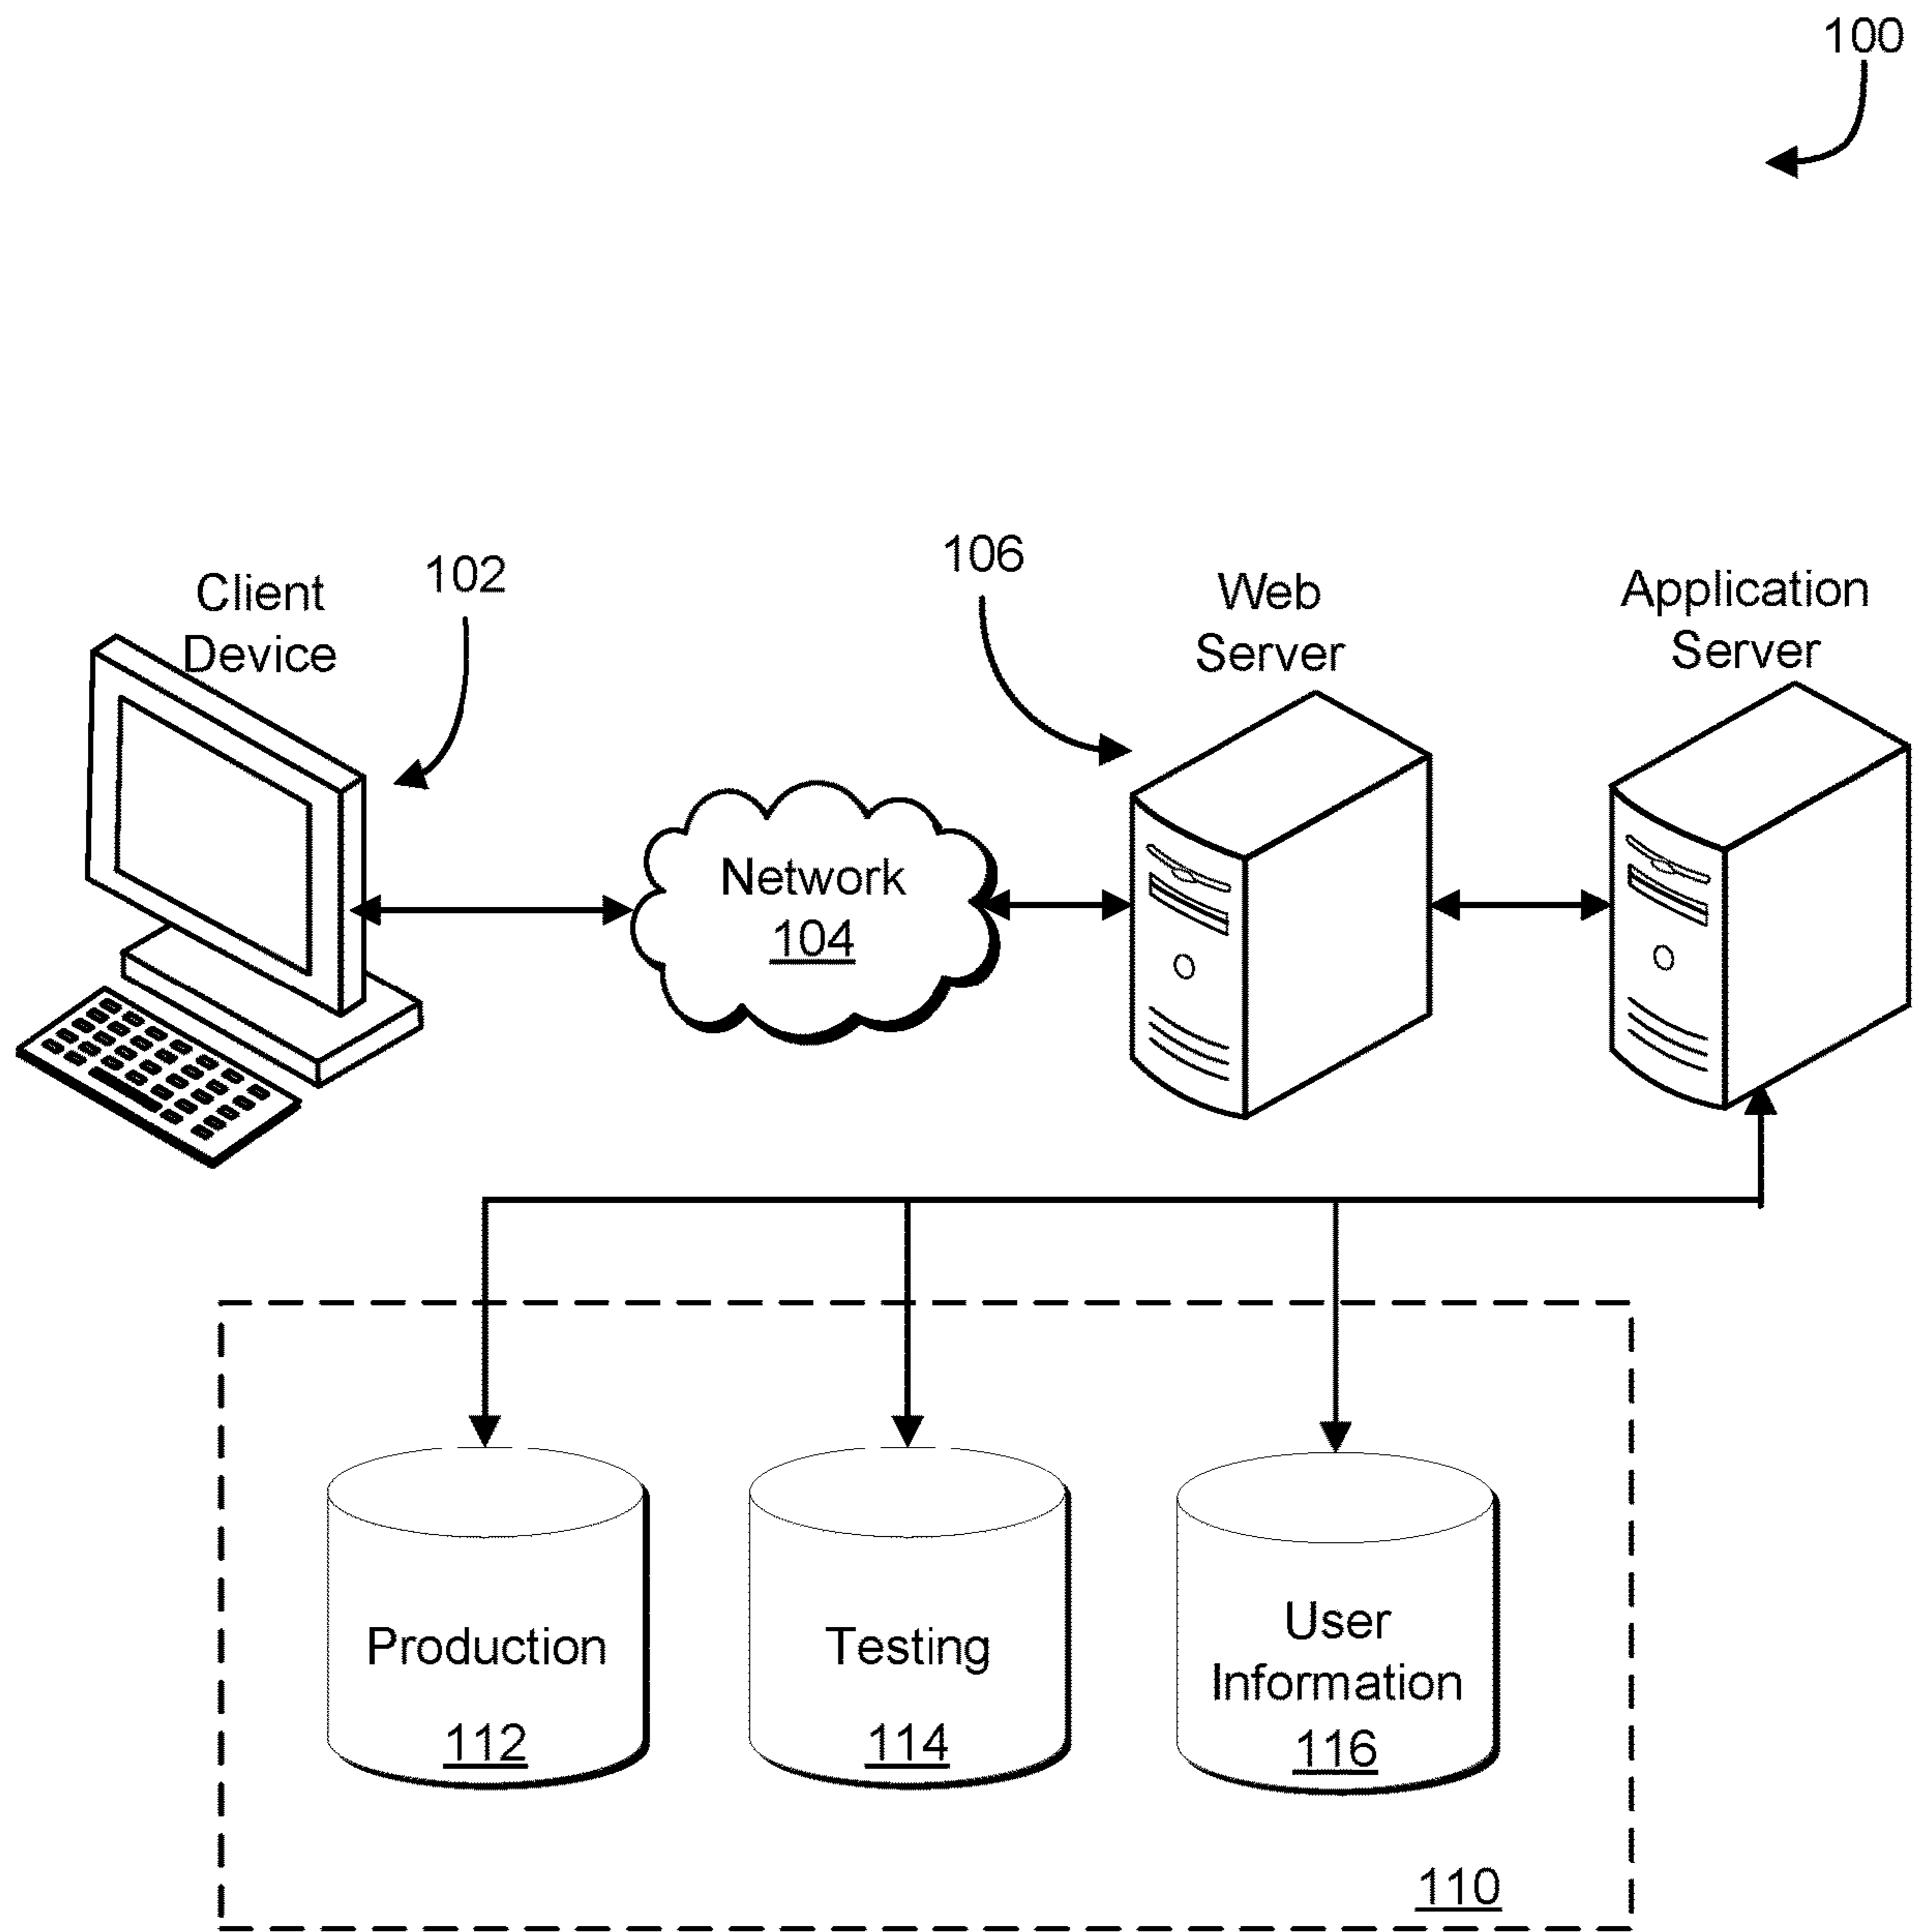 100
Client
Device
102
106
Web
Server
Application
Server
Network
104
Production
112
Testing
114
User
Information
116
110